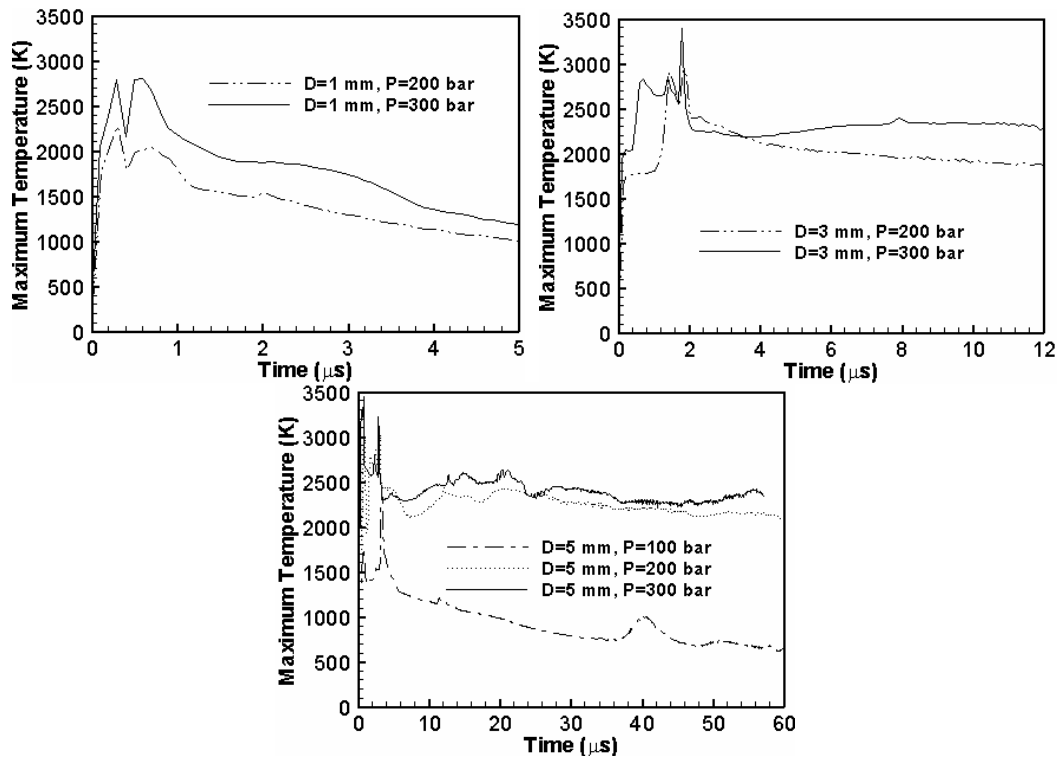 3500
3000
2500
2000
1500
1000
500
0
Maximum Temperature (K)
D=1 mm, P=200 bar
D=1 mm, P=300 bar
0 1 2 3 4 5
Time (μs)
3500
3000
2500
2000
1500
1000
500
0
Maximum Temperature (K)
D=3 mm, P=200 bar
D=3 mm, P=300 bar
0 2 4 6 8 10 12
Time (μs)
3500
3000
2500
2000
1500
1000
500
0
Maximum Temperature (K)
D=5 mm, P=100 bar
D=5 mm, P=200 bar
D=5 mm, P=300 bar
0 10 20 30 40 50 60
Time (μs)